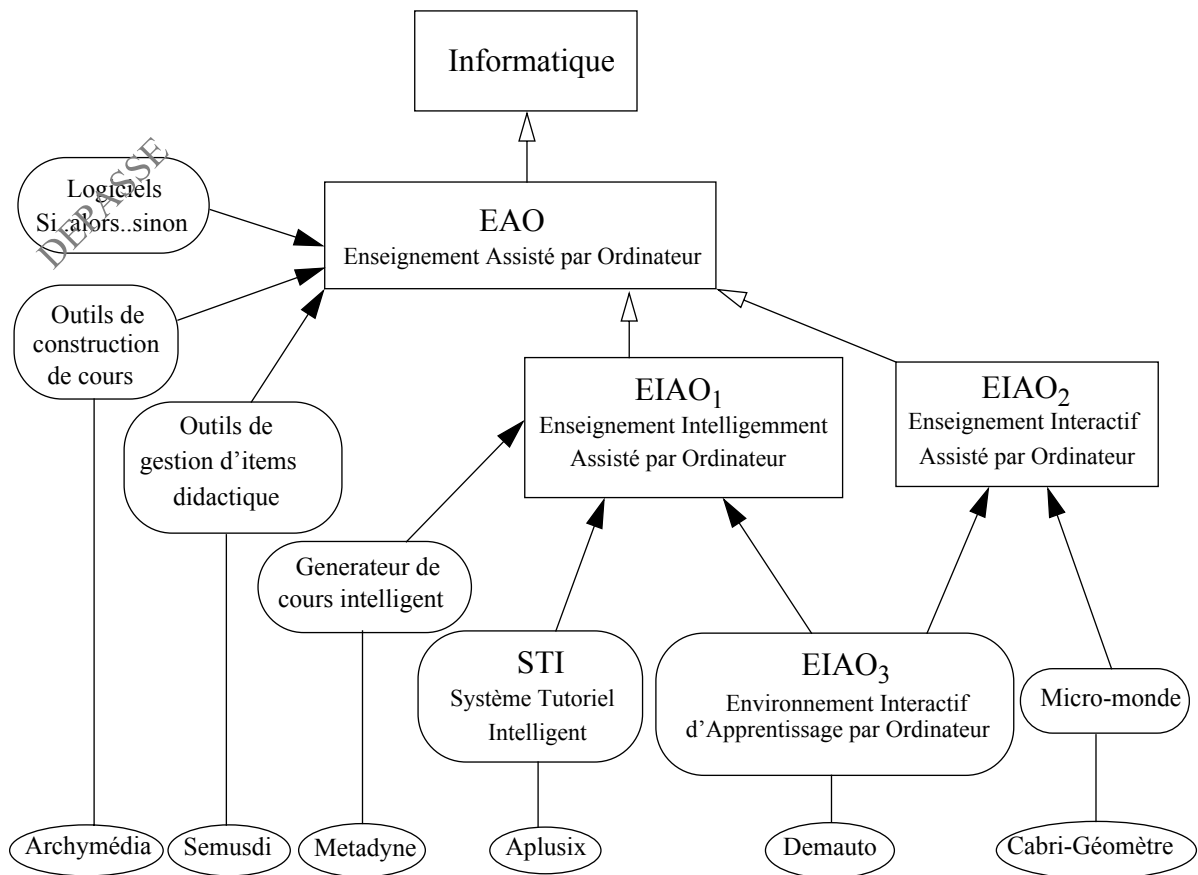 Informatique
Logiciels
Si..alors..sinon
DEPASSE
EAO
Enseignement Assisté par Ordinateur
Outils de
construction
de cours
Outils de
gestion d'items
didactique
EIAO1
Enseignement Intelligemment
Assisté par Ordinateur
EIAO2
Enseignement Interactif
Assisté par Ordinateur
Generateur de
cours intelligent
STI
Système Tutoriel
Intelligent
EIAO3
Environnement Interactif
d'Apprentissage par Ordinateur
Micro-monde
Archymédia
Semusdi
Metadyne
Aplusix
Demauto
Cabri-Géomètre